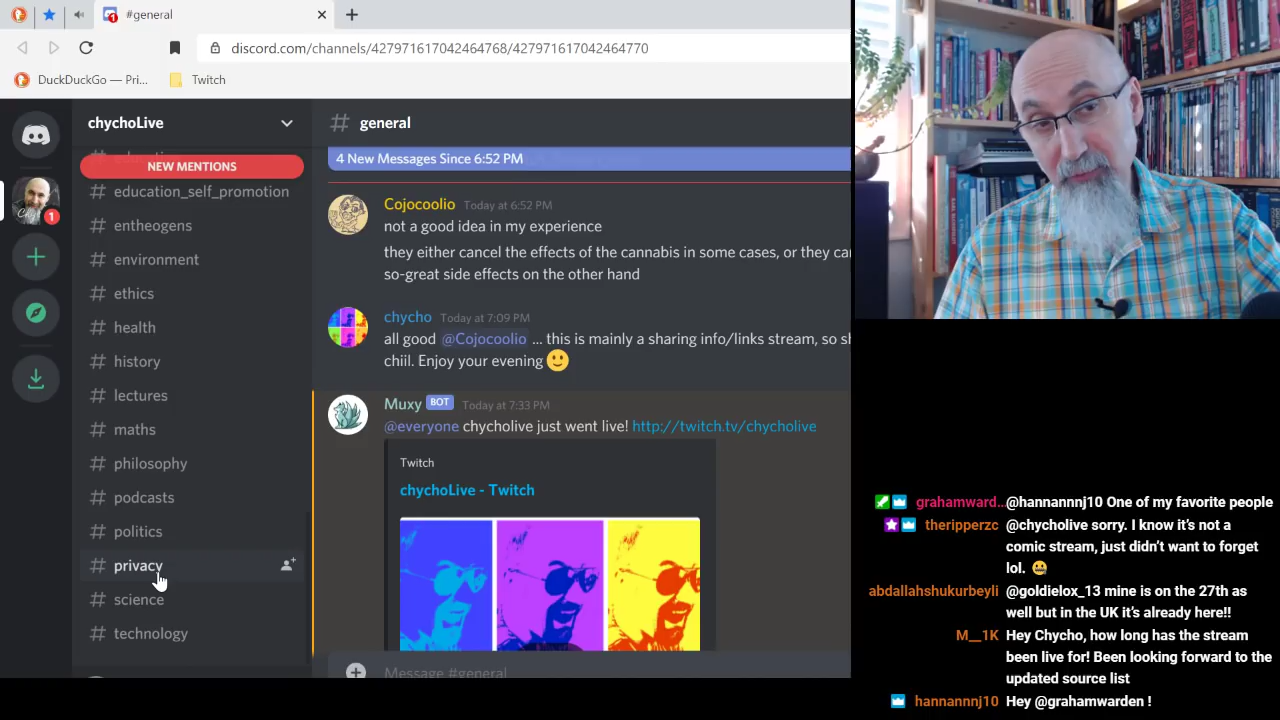 #general
discord.com/channels/427971617042464768/427971617042464770
DuckDuckGo — Pri...
Twitch
chychoLive
NEW MENTIONS
education_self_promotion
entheogens
environment
ethics
health
history
lectures
maths
philosophy
podcasts
politics
privacy
science
technology
1
# general
4 New Messages Since 6:52 PM
Cojocoolio Today at 6:52 PM
not a good idea in my experience
they either cancel the effects of the cannabis in some cases, or they ca
so-great side effects on the other hand
chycho Today at 7:09 PM
all good @Cojocoolio ... this is mainly a sharing info/links stream, so s
chiil. Enjoy your evening
Muxy BOT Today at 7:33 PM
@everyone chycholive just went live! http://twitch.tv/chycholive
Twitch
chychoLive - Twitch
Message #general
grahamward... @hannannnj10 One of my favorite people
theripperzc @chycholive sorry. I know it's not a
comic stream, just didn't want to forget
lol.
abdallahshukurbeyli @goldielox_13 mine is on the 27th as
well but in the UK it's already here!!
M__1K Hey Chycho, how long has the stream
been live for! Been looking forward to the
updated source list
hannannnj10 Hey @grahamwarden !